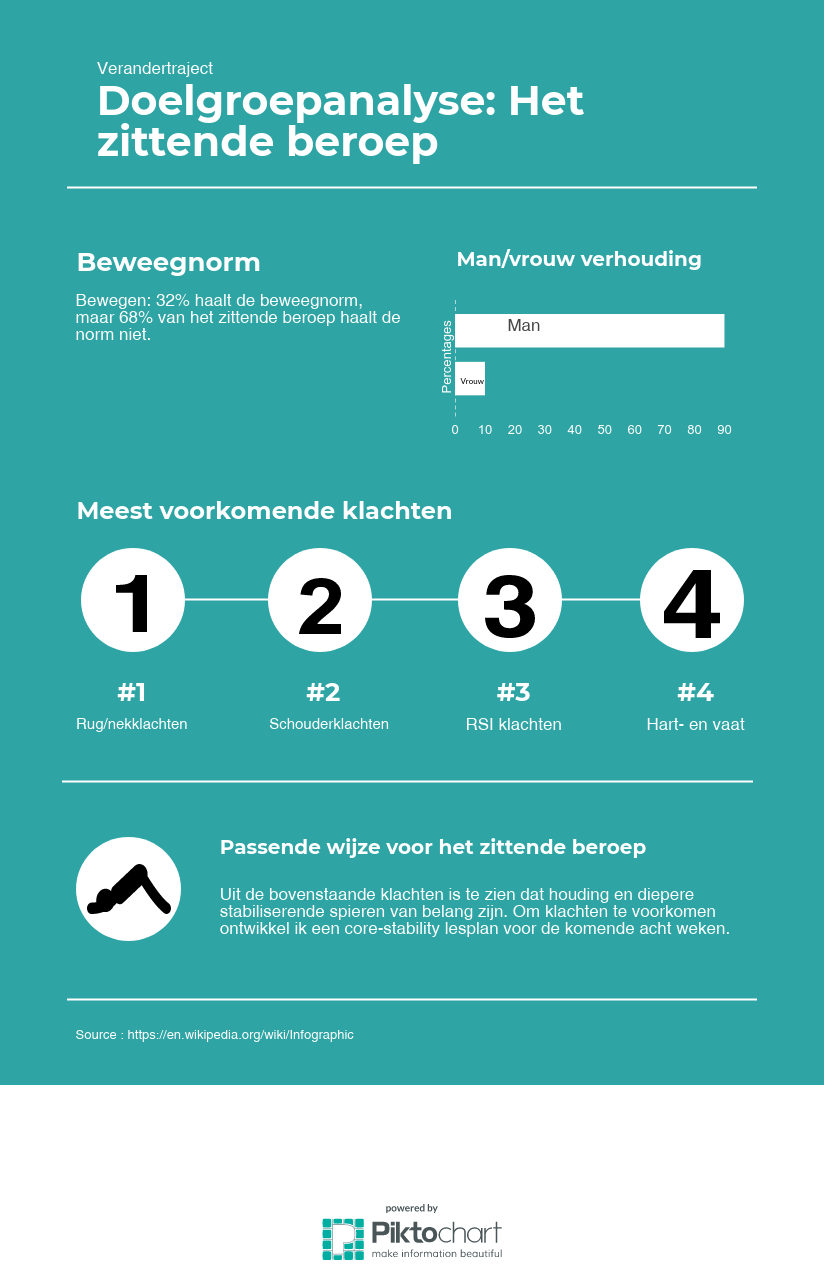 Verandertraject
Doelgroepanalyse: Het
zittende beroep
Beweegnorm
Bewegen: 32% haalt de beweegnorm,
maar 68% van het zittende beroep haalt de
norm niet.
Man/vrouw verhouding
Percentages
Man
Vrouw
0 10 20 30 40 50 60 70 80 90
Meest voorkomende klachten
1 2 3 4
#1 #2 #3 #4
Rug/nekklachten Schouderklachten RSI klachten Hart- en vaat
Passende wijze voor het zittende beroep
Uit de bovenstaande klachten is te zien dat houding en diepere
stabiliserende spieren van belang zijn. Om klachten te voorkomen
ontwikkel ik een core-stability lesplan voor de komende acht weken.
Source : https://en.wikipedia.org/wiki/Infographic
powered by
Piktochart
make information beautiful